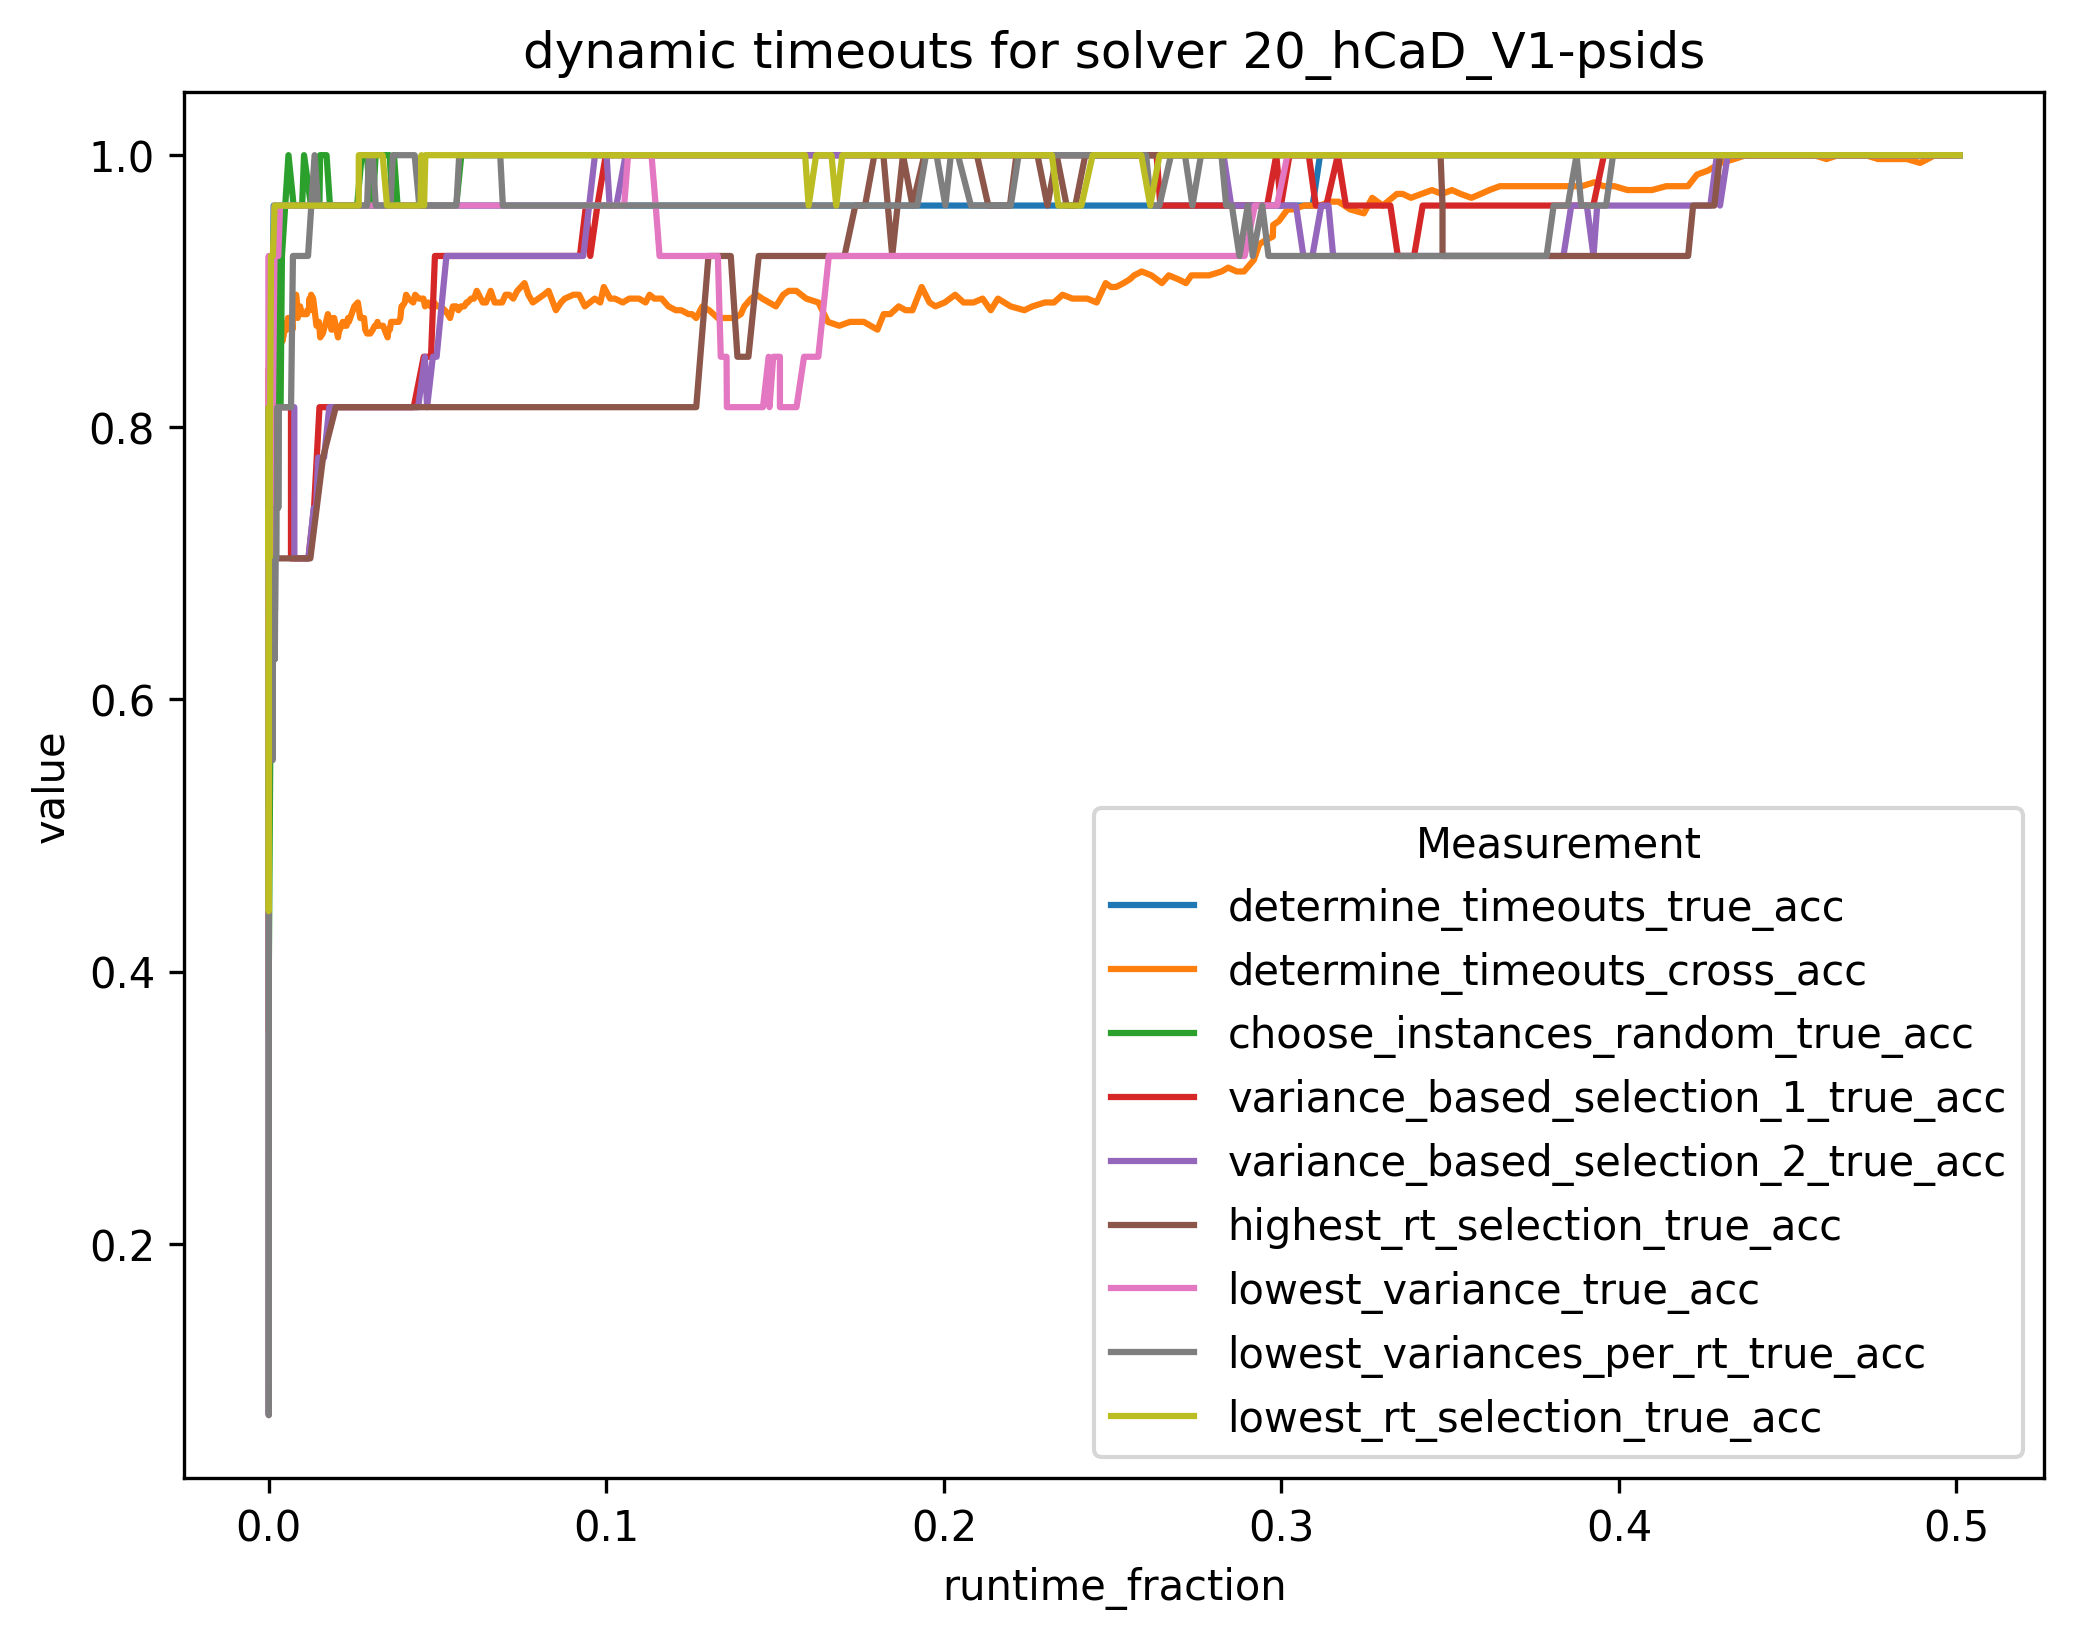 dynamic timeouts for solver 20_hCaD_V1-psids
1.0
0.8
0.6
0.4
0.2
value
Measurement
determine_timeouts_true_acc
determine_timeouts_cross_acc
choose_instances_random_true_acc
variance_based_selection_1_true_acc
variance_based_selection_2_true_acc
highest_rt_selection_true_acc
lowest_variance_true_acc
lowest_variances_per_rt_true_acc
lowest_rt_selection_true_acc
0.0 0.1 0.2 0.3 0.4 0.5
runtime_fraction